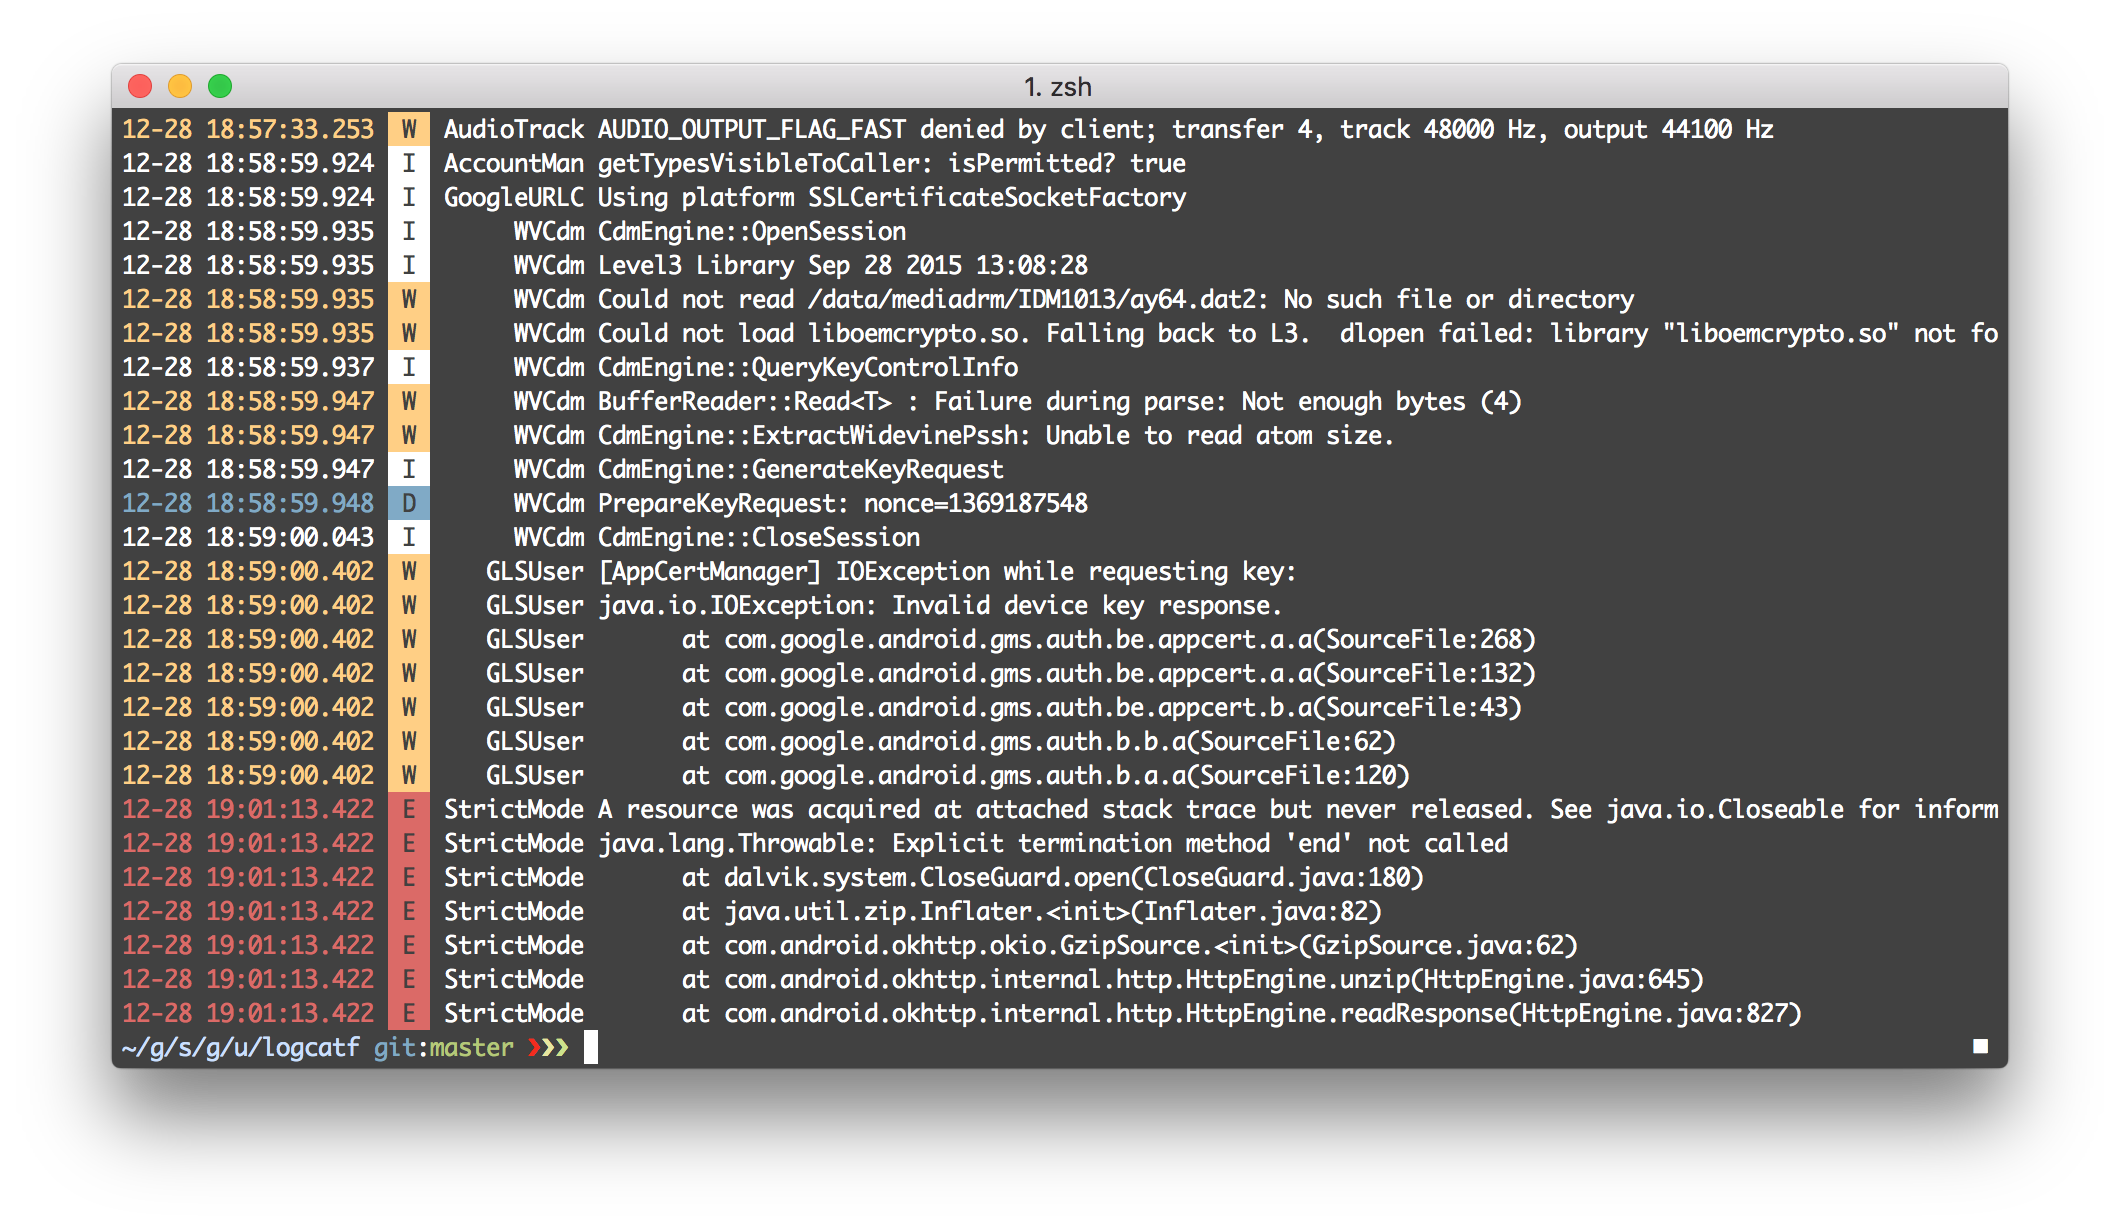 1. zsh
12-28 18:57:33.253 W AudioTrack AUDIO_OUTPUT_FLAG_FAST denied by client; transfer 4, track 48000 Hz, output 44100 Hz
12-28 18:58:59.924 I AccountMan getTypesVisibleToCaller: isPermitted? true
12-28 18:58:59.924 I GoogleURLC Using platform SSLCertificateSocketFactory
12-28 18:58:59.935 I WVCdm CdmEngine::OpenSession
12-28 18:58:59.935 I WVCdm Level3 Library Sep 28 2015 13:08:28
12-28 18:58:59.935 W WVCdm Could not read /data/mediadrm/IDM1013/ay64.dat2: No such file or directory
12-28 18:58:59.935 W WVCdm Could not load liboemcrypto.so. Falling back to L3.  dlopen failed: library "liboemcrypto.so" not fo
12-28 18:58:59.937 I WVCdm CdmEngine::QueryKeyControlInfo
12-28 18:58:59.947 W WVCdm BufferReader::Read<T> : Failure during parse: Not enough bytes (4)
12-28 18:58:59.947 W WVCdm CdmEngine::ExtractWidevinePssh: Unable to read atom size.
12-28 18:58:59.947 I WVCdm CdmEngine::GenerateKeyRequest
12-28 18:58:59.948 D WVCdm PrepareKeyRequest: nonce=1369187548
12-28 18:59:00.043 I WVCdm CdmEngine::CloseSession
12-28 18:59:00.402 W GLSUser [AppCertManager] IOException while requesting key:
12-28 18:59:00.402 W GLSUser java.io.IOException: Invalid device key response.
12-28 18:59:00.402 W GLSUser at com.google.android.gms.auth.be.appcert.a.a(SourceFile:268)
12-28 18:59:00.402 W GLSUser at com.google.android.gms.auth.be.appcert.a.a(SourceFile:132)
12-28 18:59:00.402 W GLSUser at com.google.android.gms.auth.be.appcert.b.a(SourceFile:43)
12-28 18:59:00.402 W GLSUser at com.google.android.gms.auth.b.b.a(SourceFile:62)
12-28 18:59:00.402 W GLSUser at com.google.android.gms.auth.b.a.a(SourceFile:120)
12-28 19:01:13.422 E StrictMode A resource was acquired at attached stack trace but never released. See java.io.Closeable for inform
12-28 19:01:13.422 E StrictMode java.lang.Throwable: Explicit termination method 'end' not called
12-28 19:01:13.422 E StrictMode at dalvik.system.CloseGuard.open(CloseGuard.java:180)
12-28 19:01:13.422 E StrictMode at java.util.zip.Inflater.<init>(Inflater.java:82)
12-28 19:01:13.422 E StrictMode at com.android.okhttp.okio.GzipSource.<init>(GzipSource.java:62)
12-28 19:01:13.422 E StrictMode at com.android.okhttp.internal.http.HttpEngine.unzip(HttpEngine.java:645)
12-28 19:01:13.422 E StrictMode at com.android.okhttp.internal.http.HttpEngine.readResponse(HttpEngine.java:827)
~/g/s/g/u/logcatf git:master ❯❯❯